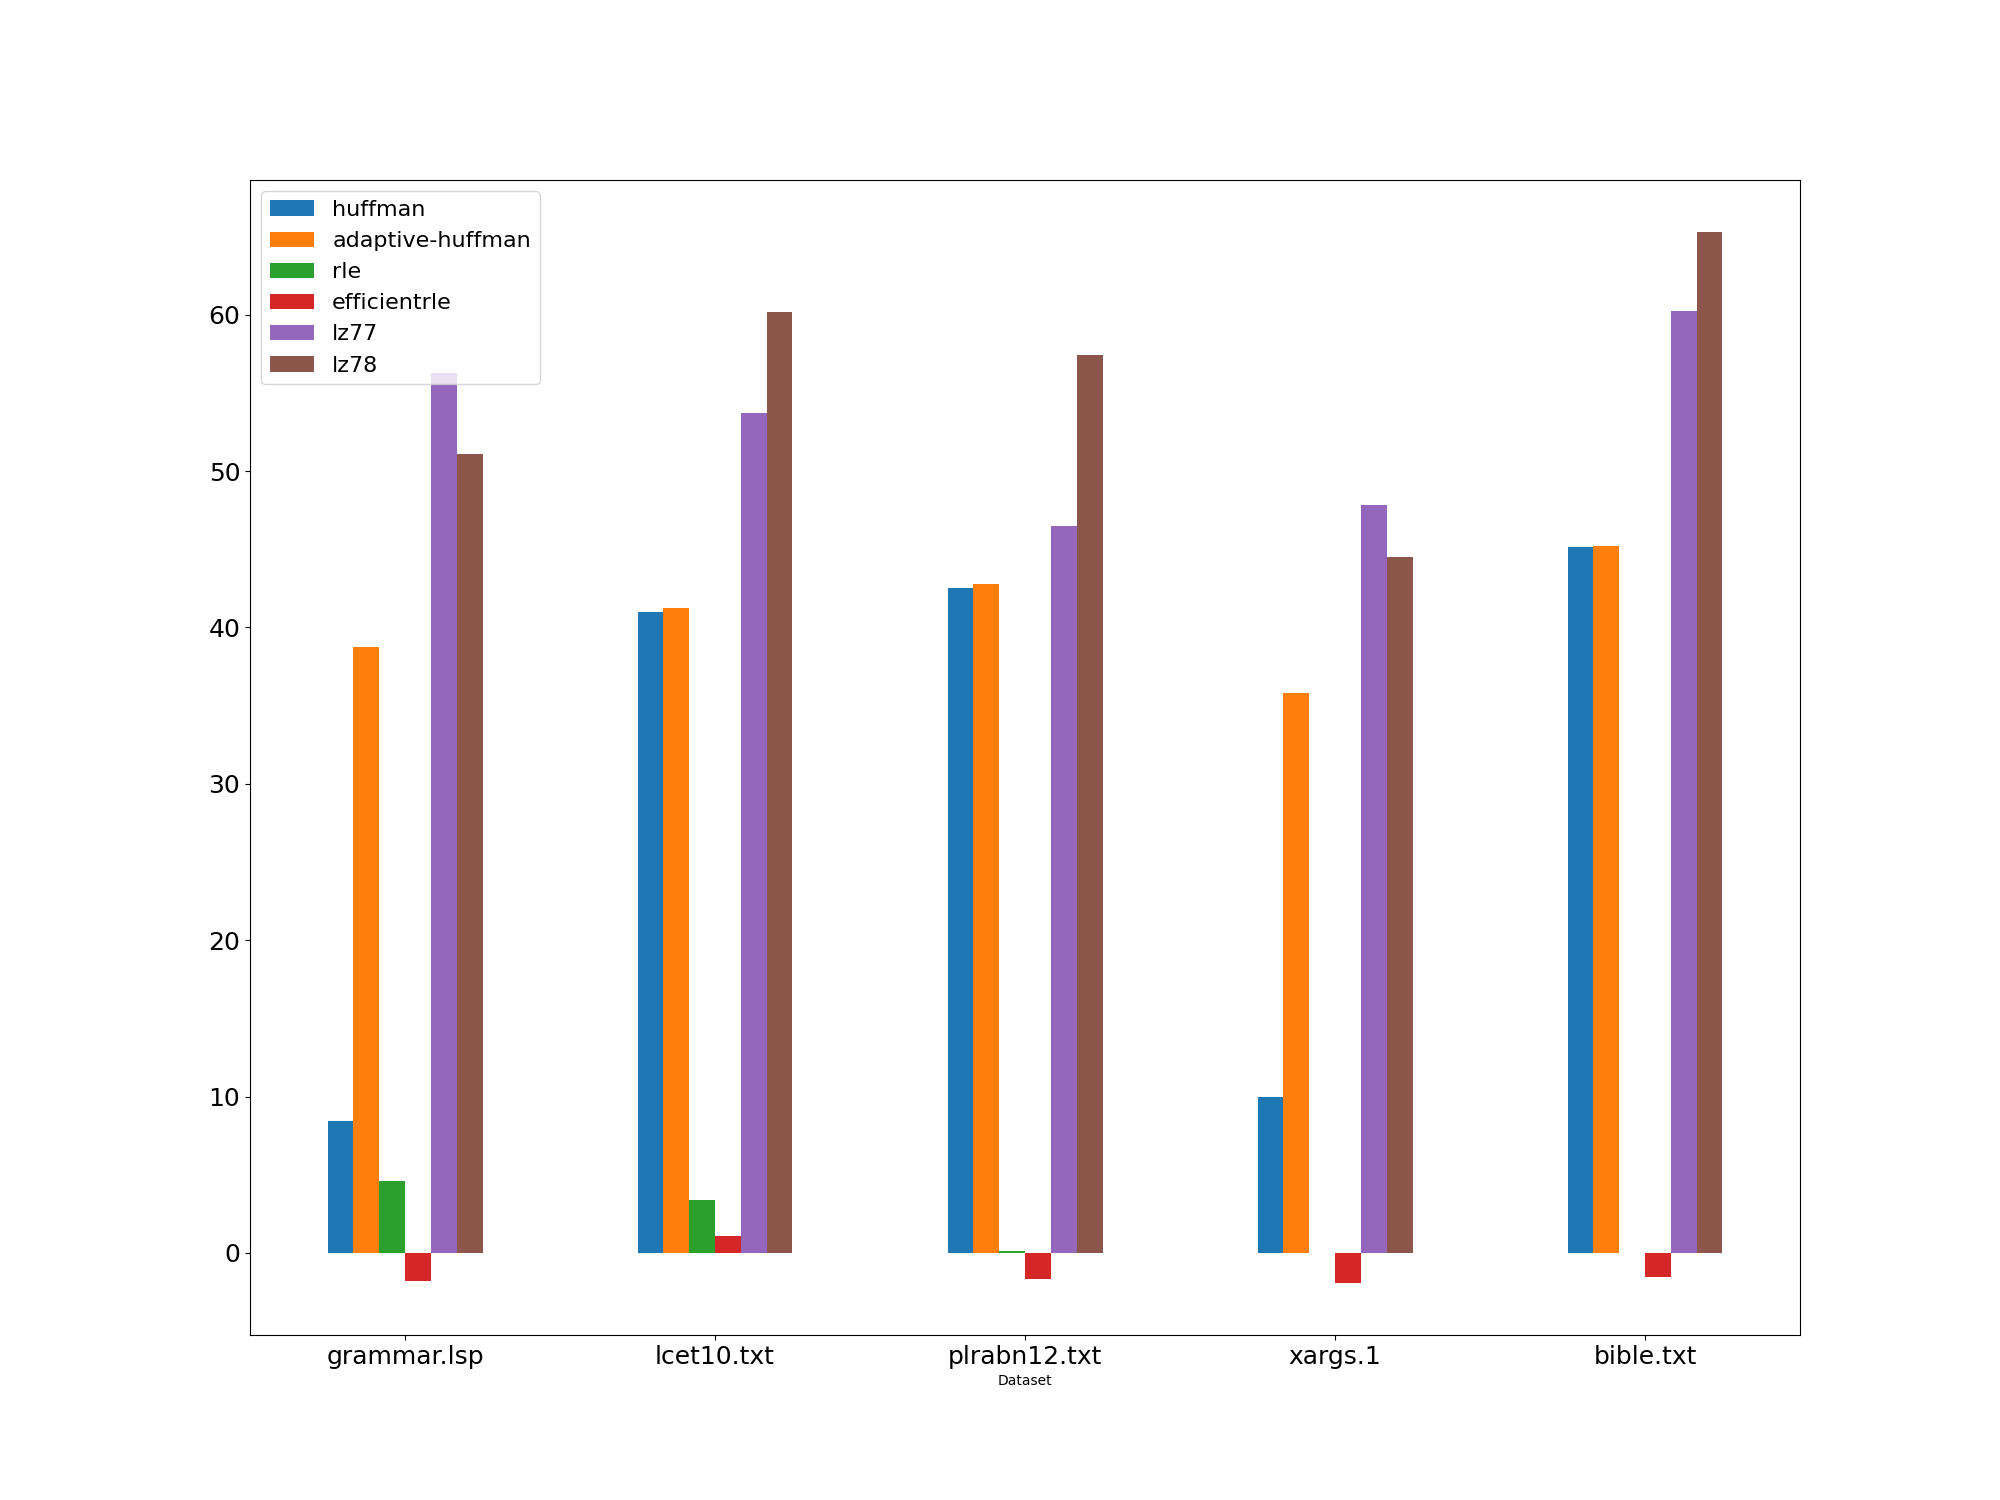 huffman
adaptive-huffman
rle
efficientrle
lz77
lz78
60
50
40
30
20
10
0
grammar.lsp lcet10.txt plrabn12.txt xargs.1 bible.txt
Dataset